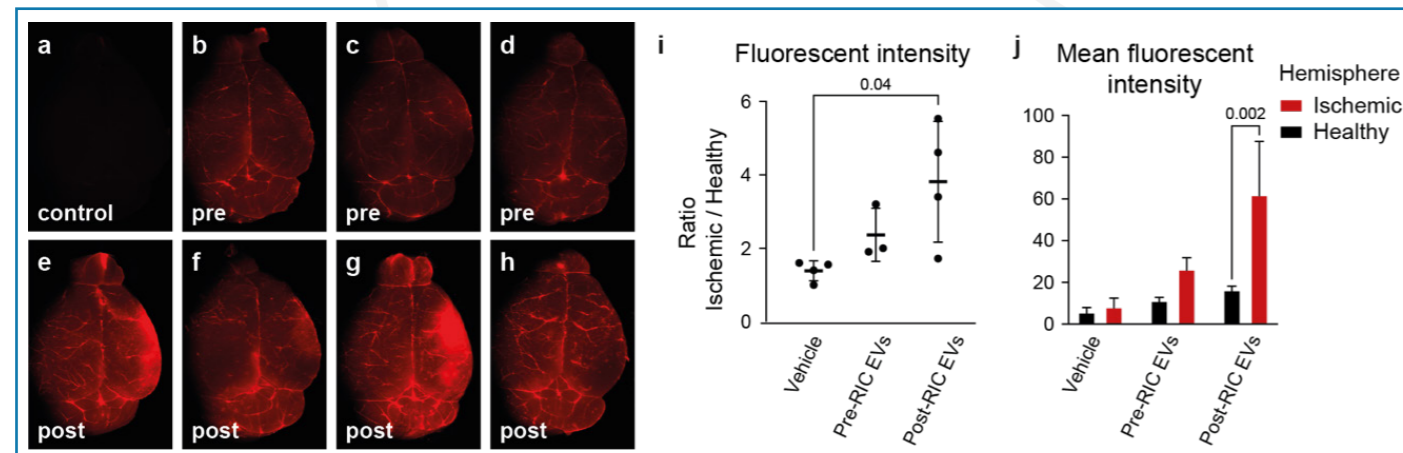 a
control
b
pre
c
pre
d
pre
e
post
f
post
g
post
h
post
i
Fluorescent intensity
0.04
6
4
2
0
Ratio
Ischemic / Healthy
Vehicle
Pre-RIC EVs
Post-RIC EVs
j
Mean fluorescent
intensity
100
80
60
40
20
0
0.002
Vehicle
Pre-RIC EVs
Post-RIC EVs
Hemisphere
Ischemic
Healthy